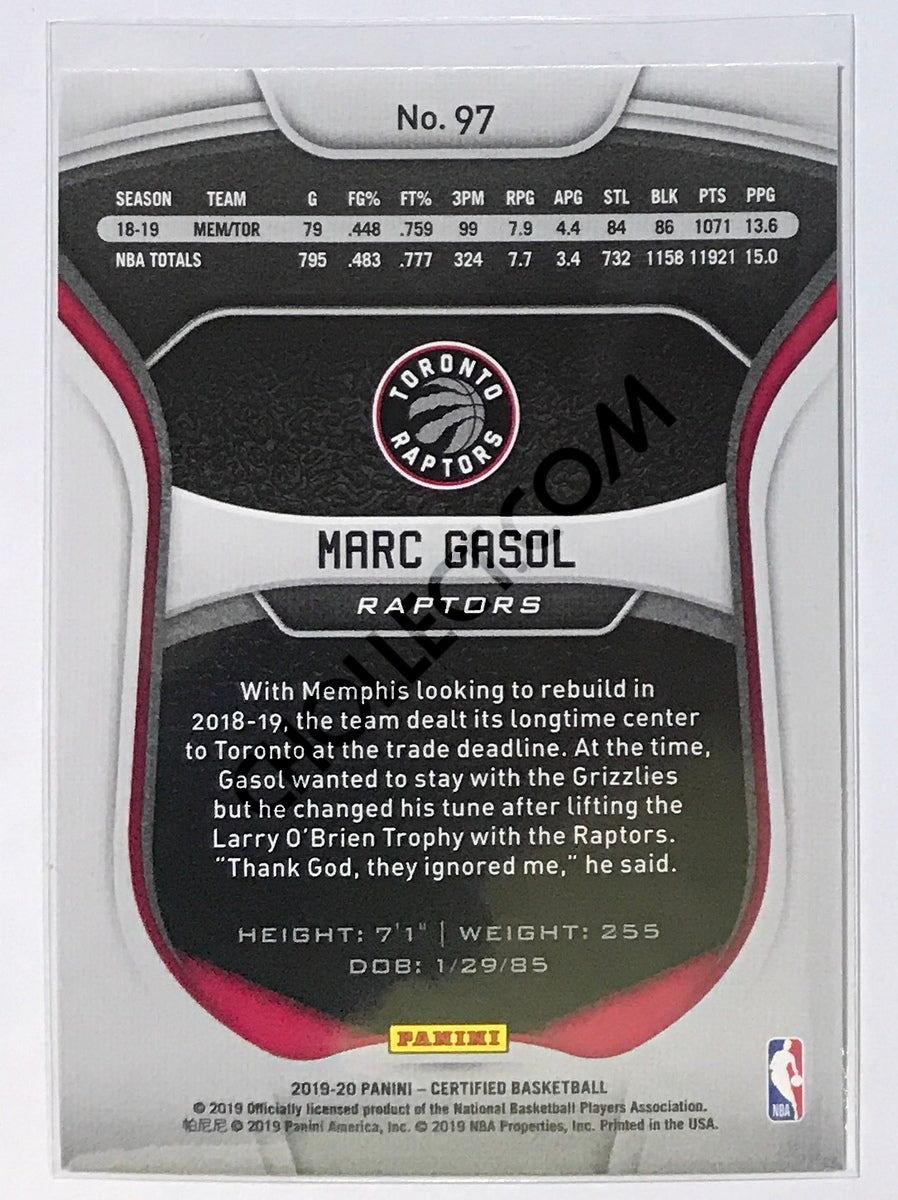 No. 97
SEASON TEAM G FG% FT% 3PM RPG APG STL BLK PTS PPG
18-19 MEM/TOR 79 .448 .759 99 7.9 4.4 84 86 1071 13.6
NBA TOTALS 795 .483 .777 324 7.7 3.4 732 1158 11921 15.0
TORONTO
RAPTORS
MARC GASOL
RAPTORS
With Memphis looking to rebuild in
2018-19, the team dealt its longtime center
to Toronto at the trade deadline. At the time,
Gasol wanted to stay with the Grizzlies
but he changed his tune after lifting the
Larry O'Brien Trophy with the Raptors.
"Thank God, they ignored me," he said.
HEIGHT: 7'1" | WEIGHT: 255
DOB: 1/29/85
PANINI
NBA
2019-20 PANINI – CERTIFIED BASKETBALL
© 2019 Officially licensed product of the National Basketball Players Association.
帕尼尼 © 2019 Panini America, Inc. © 2019 NBA Properties, Inc. Printed in the USA.